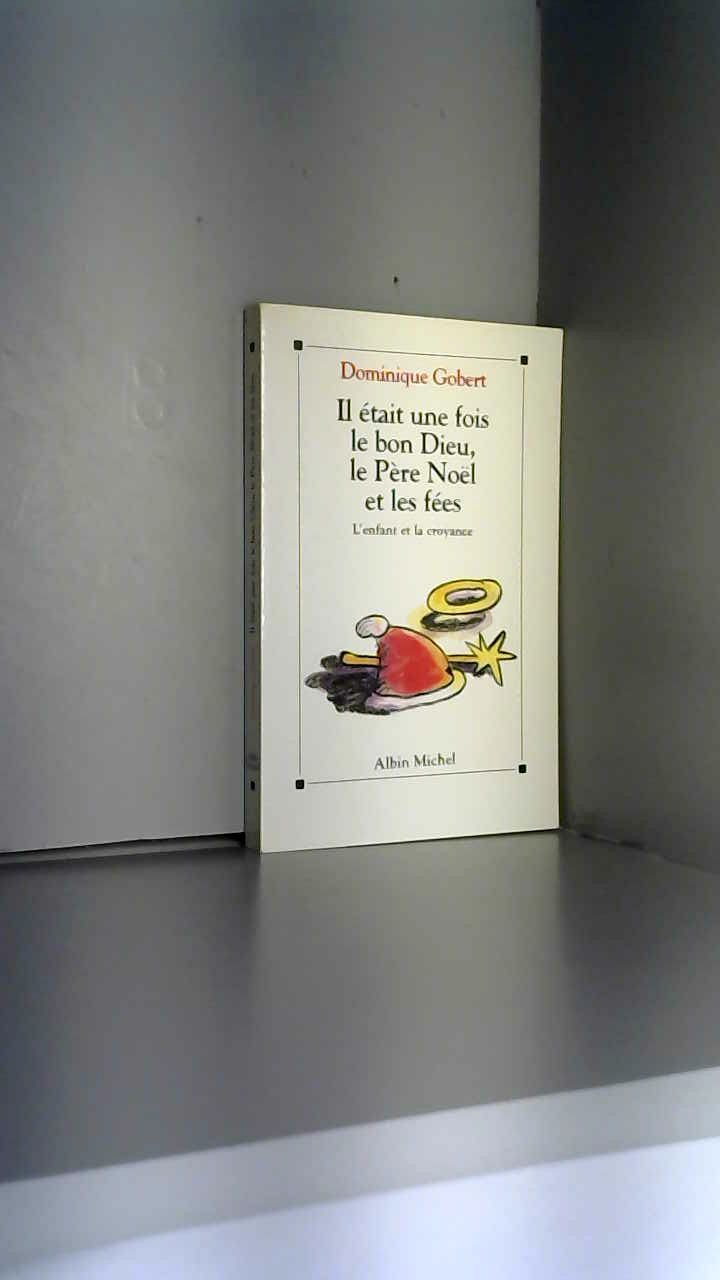 Dominique Gobert
Il était une fois
le bon Dieu,
le Père Noël
et les fées
L'enfant et la croyance
Albin Michel